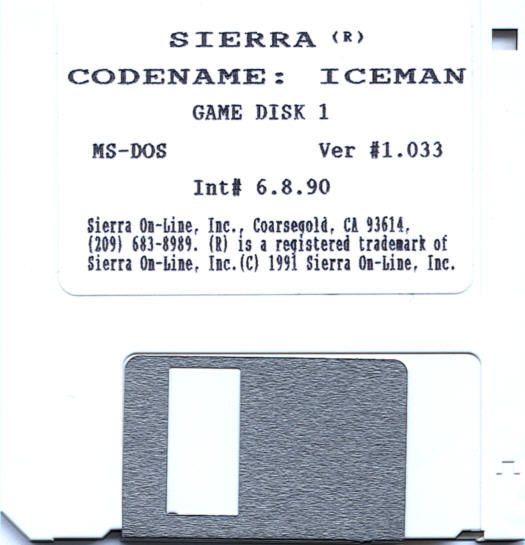 SIERRA (R)
CODENAME: ICEMAN
GAME DISK 1
MS-DOS Ver #1.033
Int# 6.8.90
Sierra On-Line, Inc., Coarsegold, CA 93614,
(209) 683-8989. (R) is a registered trademark of
Sierra On-Line, Inc.(C) 1991 Sierra On-Line, Inc.